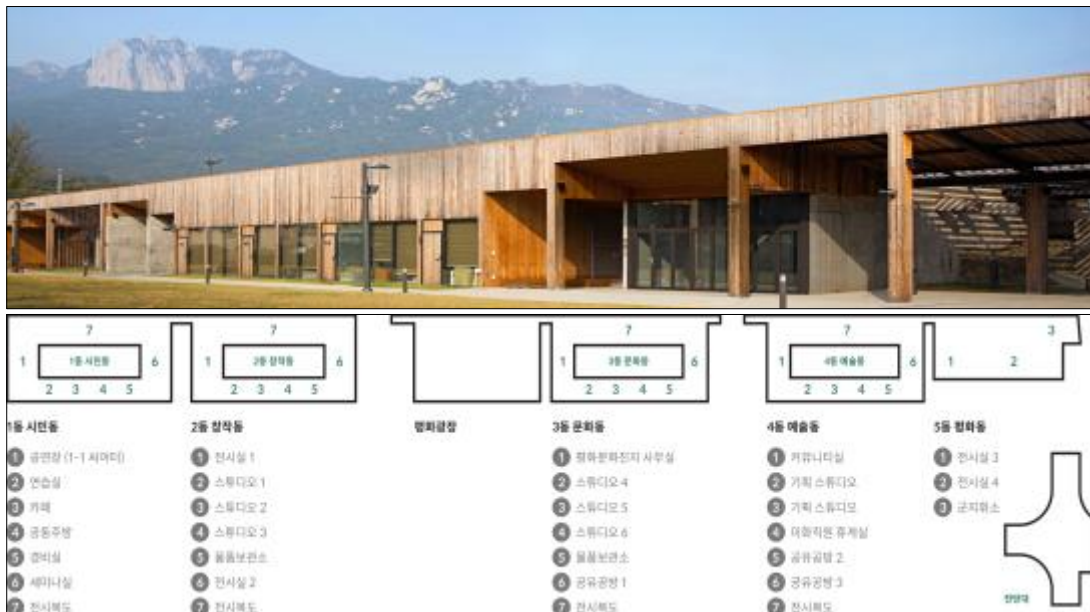 7 7 7 7 3
1 1동 시민동 6 1 2동 창작동 6 1 3동 문화동 6 1 4동 예술동 6 1 2
2 3 4 5 2 3 4 5 2 3 4 5 2 3 4 5
1동 시민동
1 공연장 (1-1 씨어터)
2 연습실
3 카페
4 공동주방
5 경비실
6 세미나실
7 전시복도
2동 창작동
1 전시실 1
2 스튜디오 1
3 스튜디오 2
4 스튜디오 3
5 물품보관소
6 전시실 2
7 전시복도
평화광장
3동 문화동
1 평화문화진지 사무실
2 스튜디오 4
3 스튜디오 5
4 스튜디오 6
5 물품보관소
6 공유공방 1
7 전시복도
4동 예술동
1 커뮤니티실
2 기획 스튜디오
3 기획 스튜디오
4 미화직원 휴게실
5 공유공방 2
6 공유공방 3
7 전시복도
5동 평화동
1 전시실 3
2 전시실 4
3 군지휘소
전망대